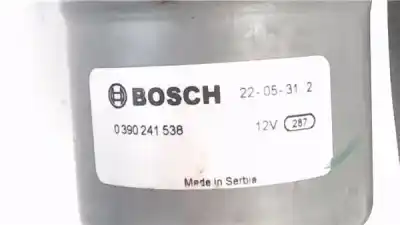 BOSCH 22-05-31 2
0 390 241 538 12V 287
Made in Serbia